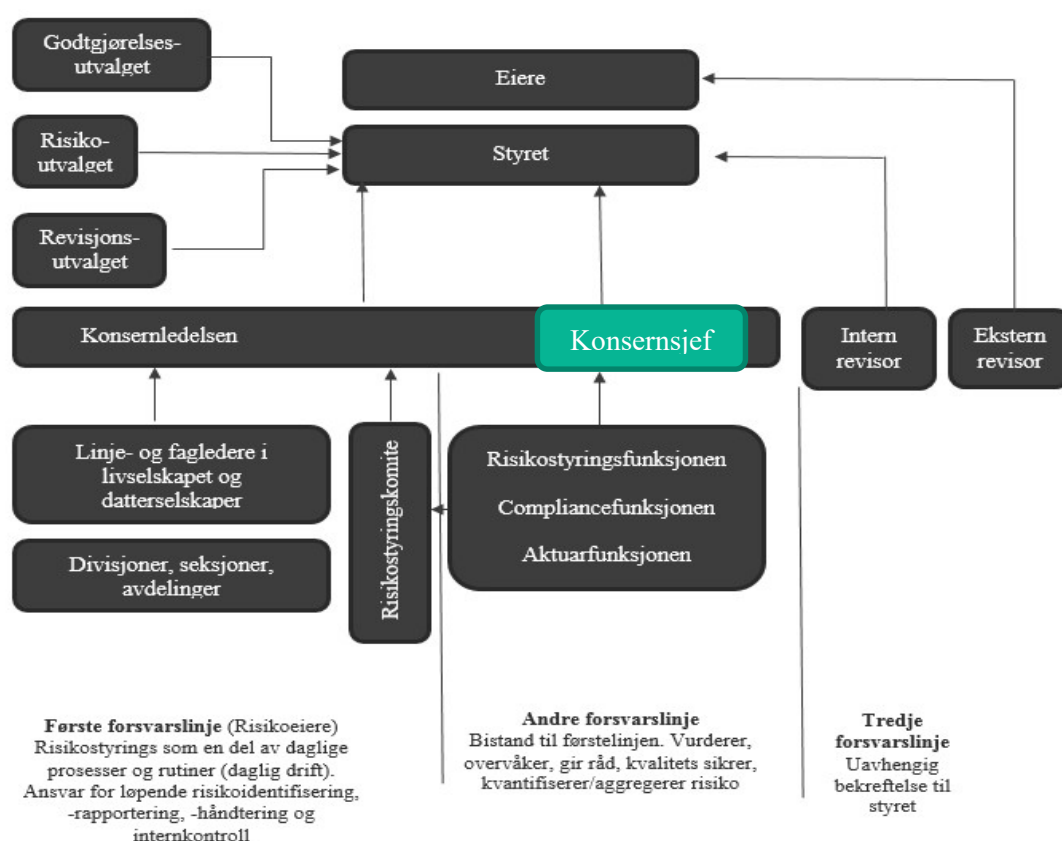 Godtgjørelses-
utvalget
Eiere
Risiko-
utvalget
Styret
Revisjons-
utvalget
Konsernledelsen
Konsernsjef
Intern
revisor
Ekstern
revisor
Linje- og fagledere i
livselskapet og
datterselskaper
Divisjoner, seksjoner,
avdelinger
Risikostyringskomite
Risikostyringsfunksjonen
Compliancefunksjonen
Aktuarfunksjonen
Første forsvarslinje (Risikoeiere)
Risikostyrings som en del av daglige
prosesser og rutiner (daglig drift).
Ansvar for løpende risikoidentifisering,
-rapportering, -håndtering og
internkontroll
Andre forsvarslinje
Bistand til førstelinjen. Vurderer,
overvåker, gir råd, kvalitets sikrer,
kvantifiserer/aggregerer risiko
Tredje
forsvarslinje
Uavhengig
bekreftelse til
styret